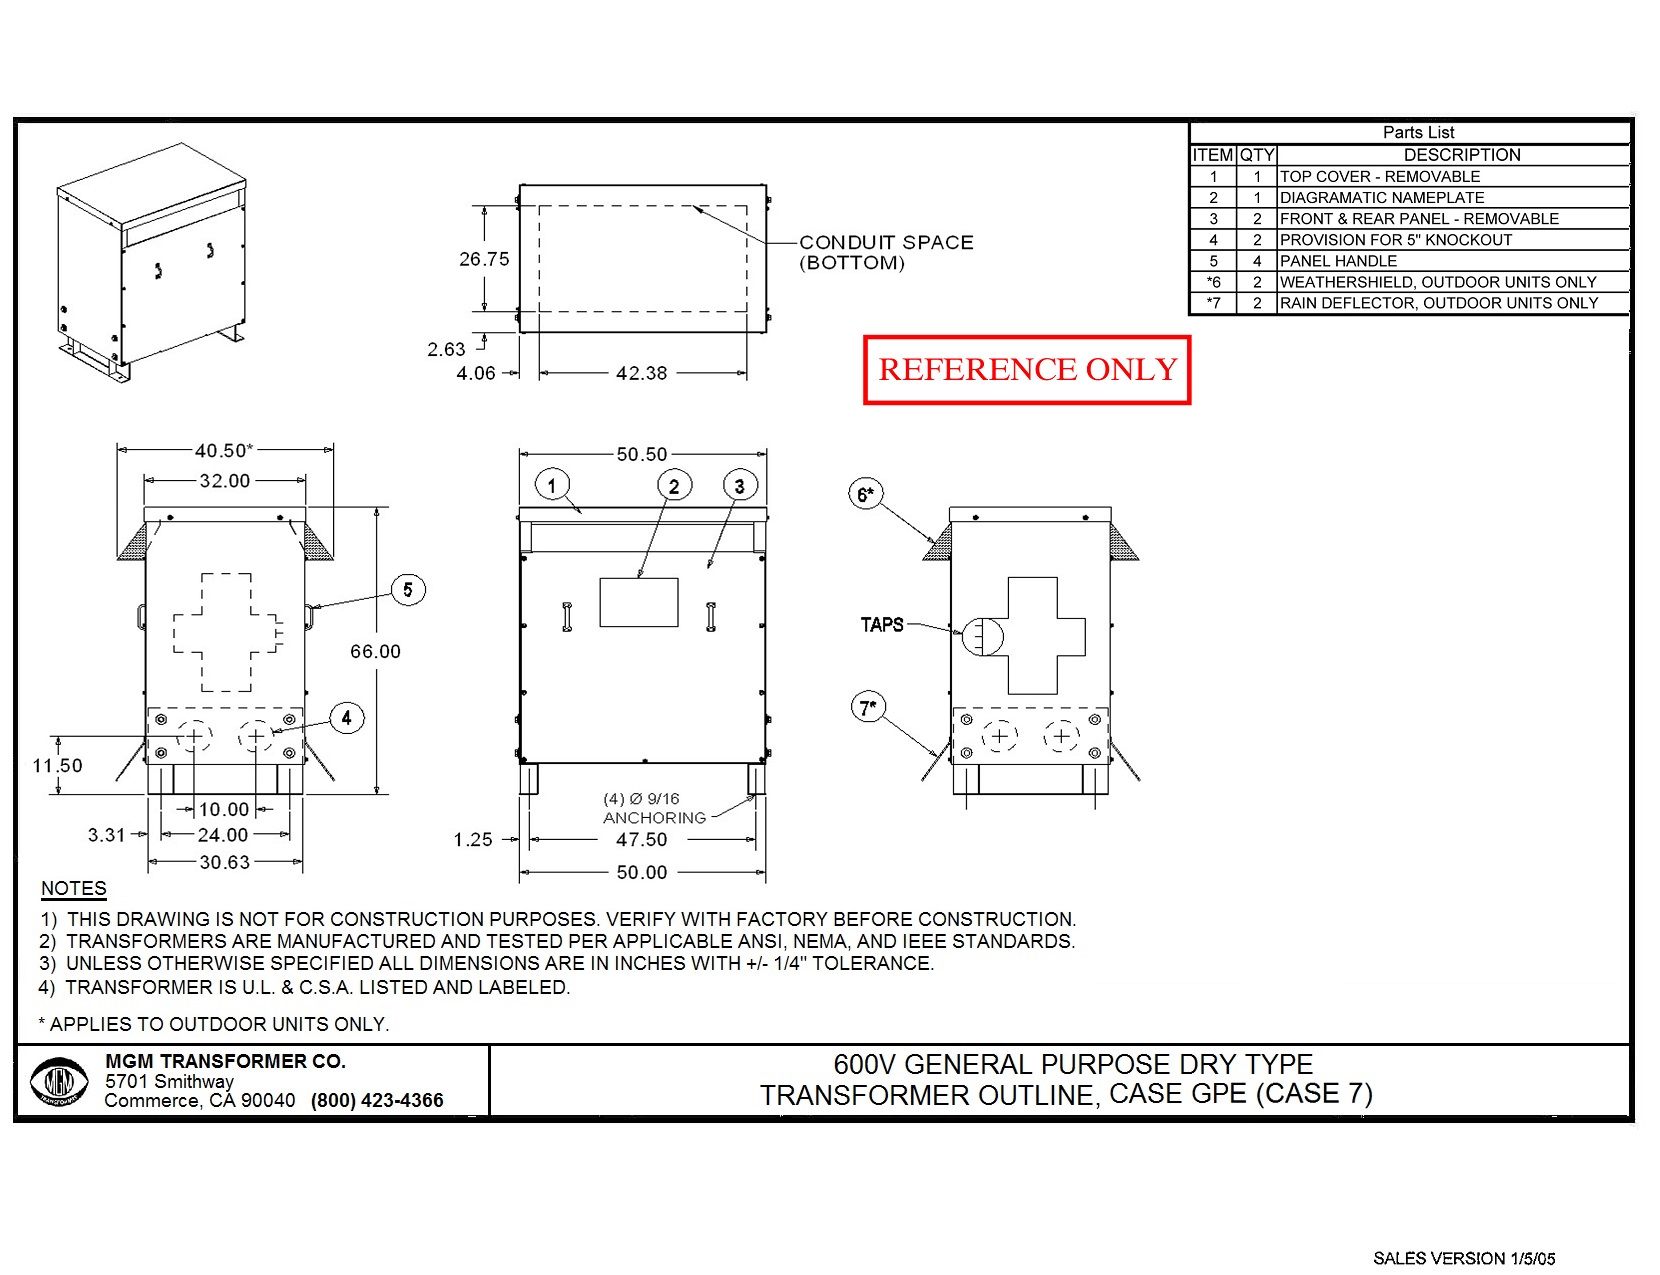 Parts List
ITEM QTY DESCRIPTION
1 1 TOP COVER - REMOVABLE
2 1 DIAGRAMATIC NAMEPLATE
3 2 FRONT & REAR PANEL - REMOVABLE
4 2 PROVISION FOR 5" KNOCKOUT
5 4 PANEL HANDLE
*6 2 WEATHERSHIELD, OUTDOOR UNITS ONLY
*7 2 RAIN DEFLECTOR, OUTDOOR UNITS ONLY
CONDUIT SPACE
(BOTTOM)
26.75
2.63
4.06
42.38
REFERENCE ONLY
40.50*
32.00
5
66.00
4
11.50
10.00
3.31
24.00
30.63
50.50
1
2
3
(4) Ø 9/16
ANCHORING
1.25
47.50
50.00
6*
TAPS
7*
NOTES
1) THIS DRAWING IS NOT FOR CONSTRUCTION PURPOSES. VERIFY WITH FACTORY BEFORE CONSTRUCTION.
2) TRANSFORMERS ARE MANUFACTURED AND TESTED PER APPLICABLE ANSI, NEMA, AND IEEE STANDARDS.
3) UNLESS OTHERWISE SPECIFIED ALL DIMENSIONS ARE IN INCHES WITH +/- 1/4" TOLERANCE.
4) TRANSFORMER IS U.L. & C.S.A. LISTED AND LABELED.
* APPLIES TO OUTDOOR UNITS ONLY.
MGM
MGM TRANSFORMER CO.
5701 Smithway
Commerce, CA 90040 (800) 423-4366
600V GENERAL PURPOSE DRY TYPE
TRANSFORMER OUTLINE, CASE GPE (CASE 7)
SALES VERSION 1/5/05